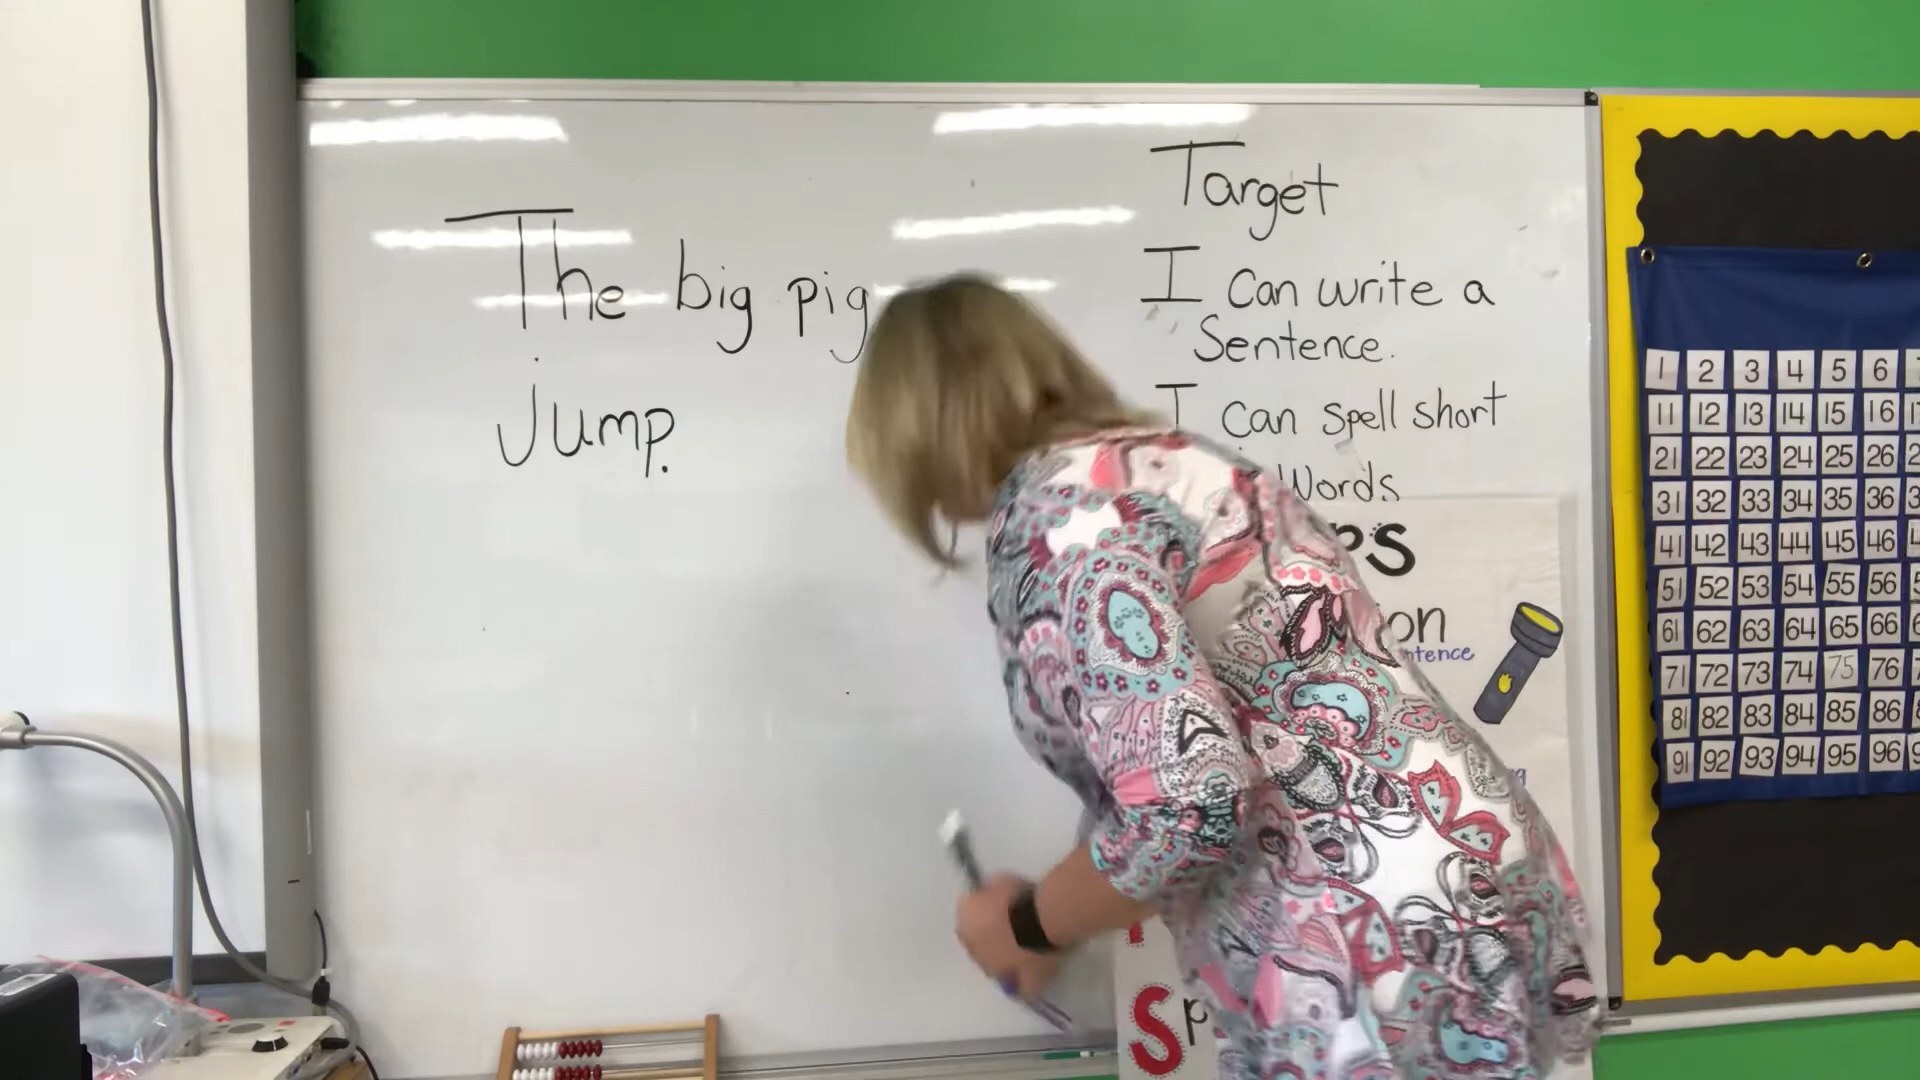 The big pig
jump.
Target
I can write a
Sentence.
I can spell short
Words
Sp
1 2 3 4 5 6
11 12 13 14 15 16
21 22 23 24 25 26
31 32 33 34 35 36
41 42 43 44 45 46
51 52 53 54 55 56
61 62 63 64 65 66
71 72 73 74 75 76
81 82 83 84 85 86
91 92 93 94 95 96